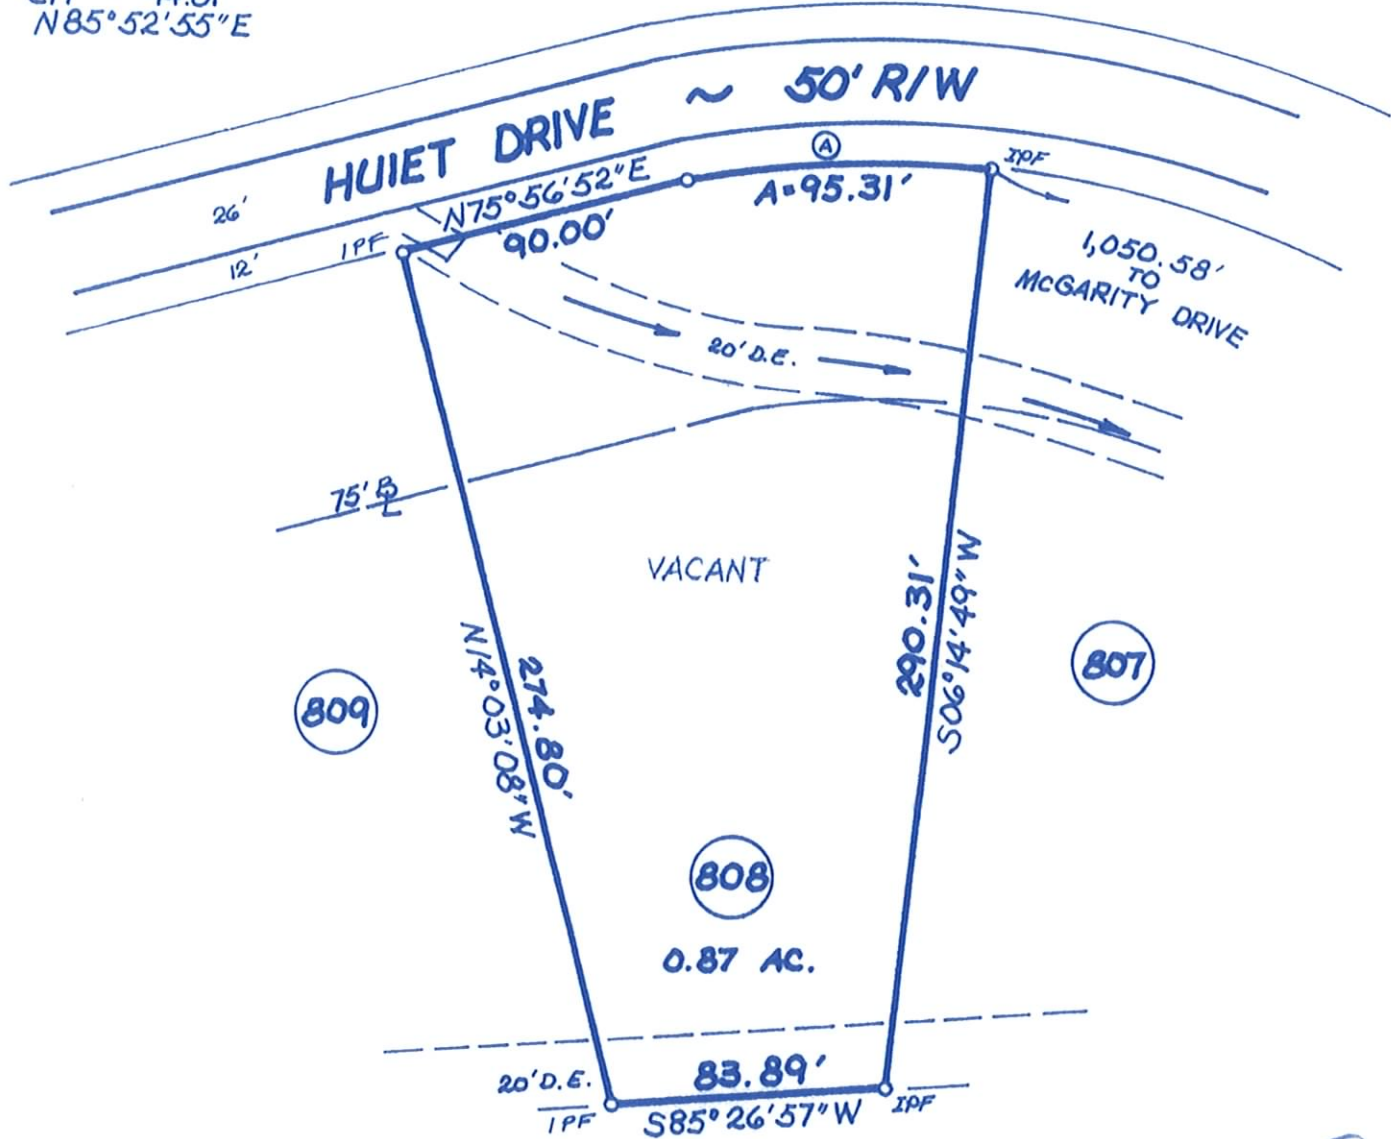 N85°52'55"E
HUIET DRIVE ~ 50' R/W
26'
12'
IPF
N75°56'52"E
90.00'
A
A=95.31'
IPF
1,050.58'
TO
McGARITY DRIVE
20' D.E.
75' BL
VACANT
809
N14°03'08"W
274.80'
290.31'
S06°14'49"W
807
808
0.87 AC.
20' D.E.
IPF
83.89'
S85°26'57"W
IPF